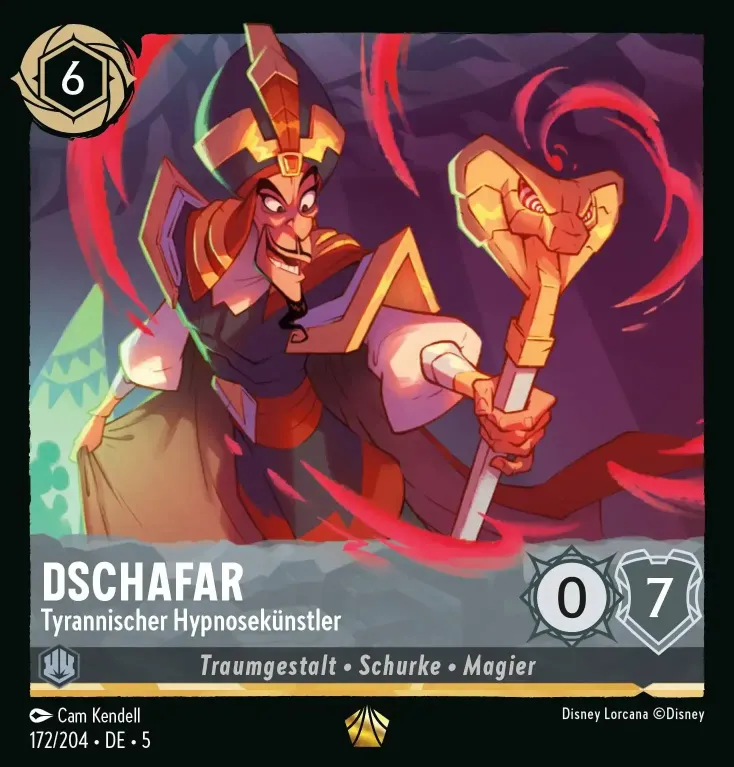 6
DSCHAFAR
Tyrannischer Hypnosekünstler
0
7
Traumgestalt • Schurke • Magier
Cam Kendell
Disney Lorcana ©Disney
172/204 • DE • 5